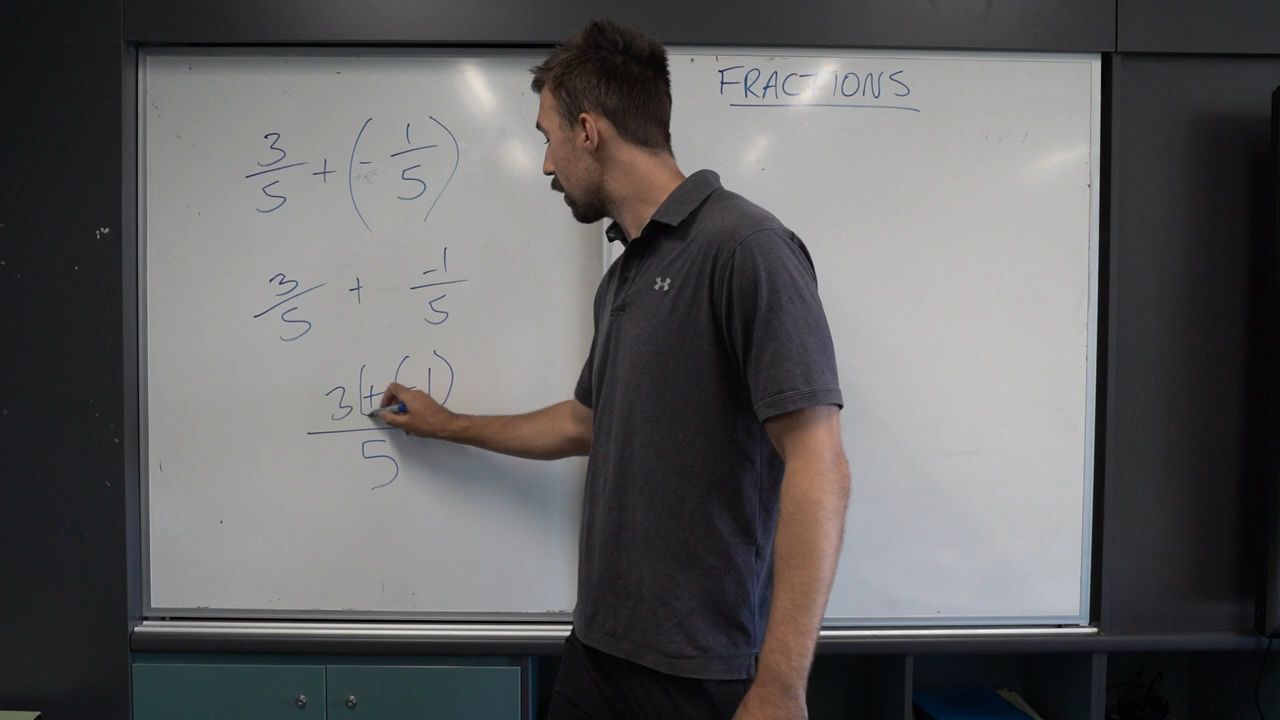 FRACTIONS
3/5 + (- 1/5)
3/5 + -1/5
3 + (-1) / 5